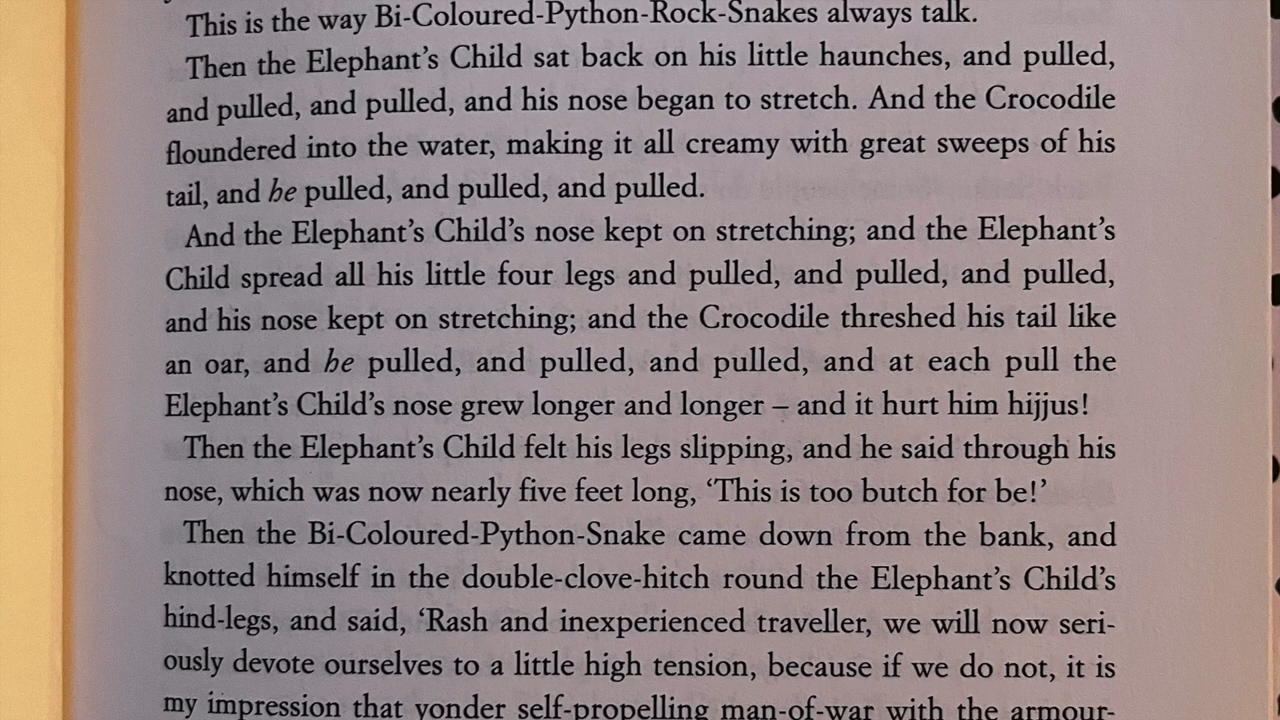 This is the way Bi-Coloured-Python-Rock-Snakes always talk.
Then the Elephant’s Child sat back on his little haunches, and pulled,
and pulled, and pulled, and his nose began to stretch. And the Crocodile
floundered into the water, making it all creamy with great sweeps of his
tail, and he pulled, and pulled, and pulled.
And the Elephant’s Child’s nose kept on stretching; and the Elephant’s
Child spread all his little four legs and pulled, and pulled, and pulled,
and his nose kept on stretching; and the Crocodile threshed his tail like
an oar, and he pulled, and pulled, and pulled, and at each pull the
Elephant’s Child’s nose grew longer and longer – and it hurt him hijjus!
Then the Elephant’s Child felt his legs slipping, and he said through his
nose, which was now nearly five feet long, ‘This is too butch for be!’
Then the Bi-Coloured-Python-Snake came down from the bank, and
knotted himself in the double-clove-hitch round the Elephant’s Child’s
hind-legs, and said, ‘Rash and inexperienced traveller, we will now seri-
ously devote ourselves to a little high tension, because if we do not, it is
my impression that yonder self-propelling man-of-war with the armour-